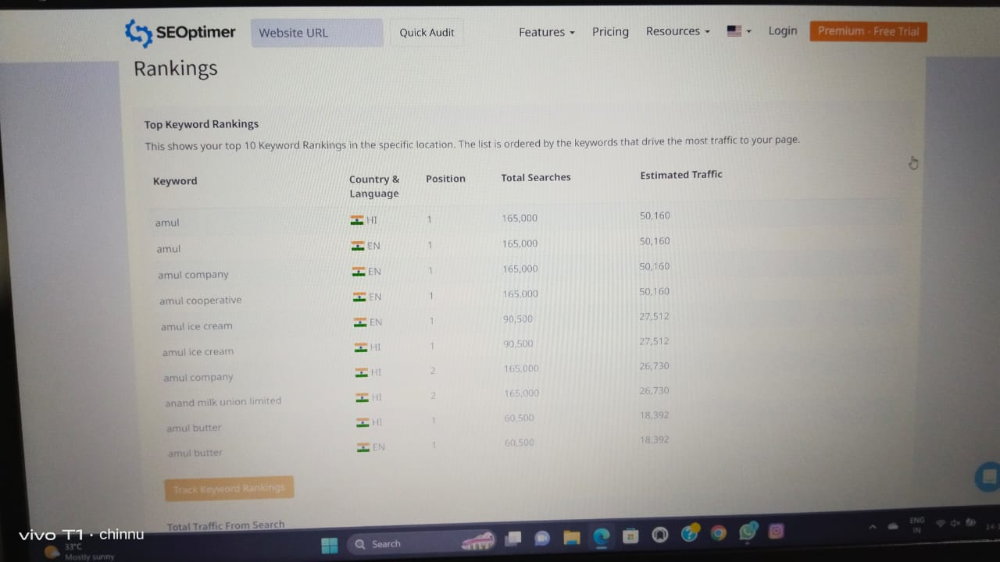 SEOptimer Website URL Quick Audit Features Pricing Resources Login Premium - Free Trial
Rankings
Top Keyword Rankings
This shows your top 10 Keyword Rankings in the specific location. The list is ordered by the keywords that drive the most traffic to your page.
Keyword Country & Language Position Total Searches Estimated Traffic
amul HI 1 165,000 50,160
amul EN 1 165,000 50,160
amul company EN 1 165,000 50,160
amul cooperative EN 1 165,000 50,160
amul ice cream EN 1 90,500 27,512
amul ice cream HI 1 90,500 27,512
amul company HI 2 165,000 26,730
anand milk union limited HI 2 165,000 26,730
amul butter HI 1 60,500 18,392
amul butter EN 1 60,500 18,392
Track Keyword Rankings
Total Traffic From Search
vivo T1 · chinnu
33°C
Mostly sunny
Search
ENG
IN